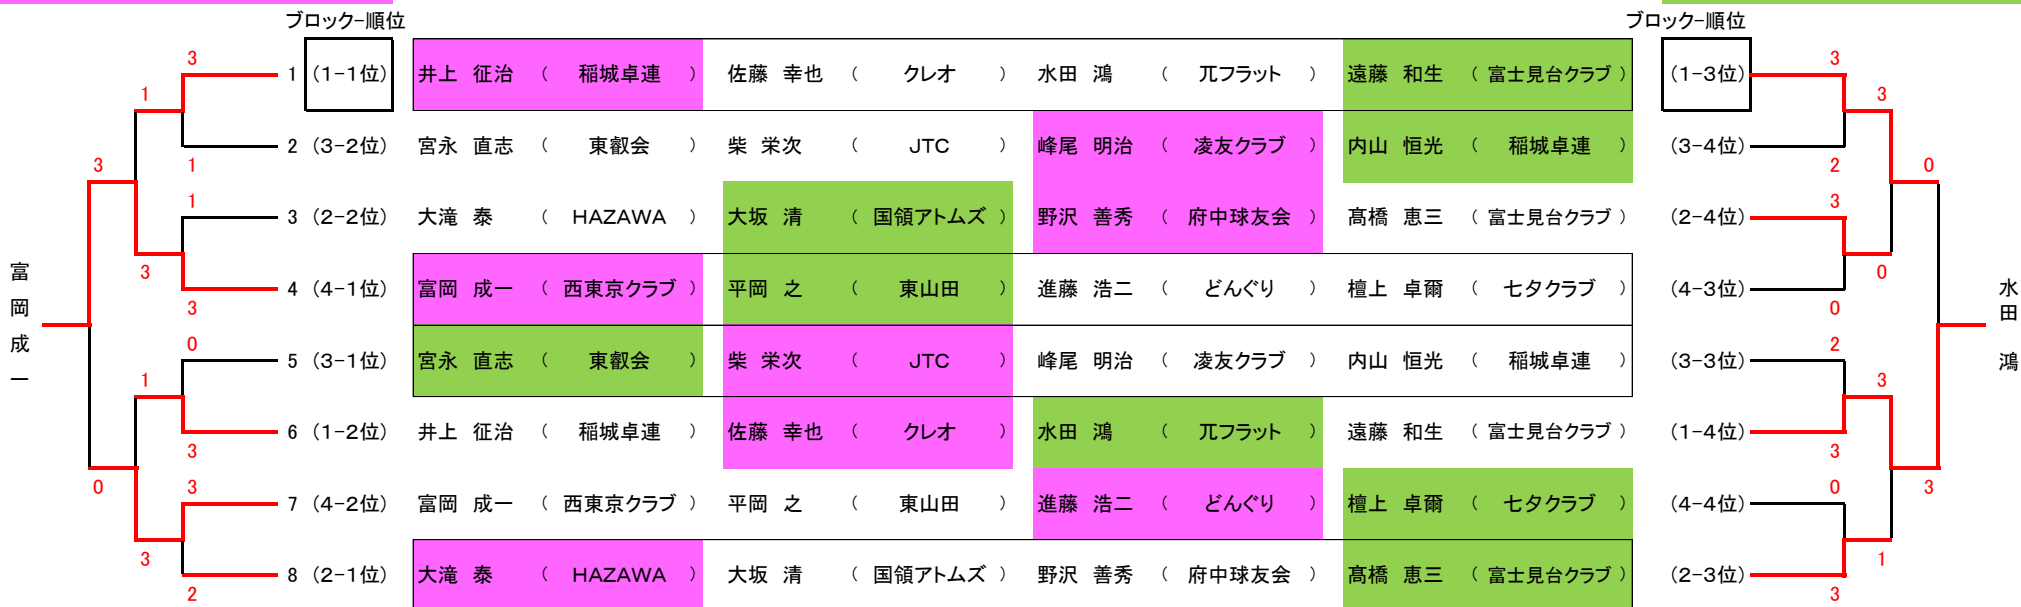 ブロック-順位 ブロック-順位
3 3
1 (1-1位) 井上 征治 ( 稲城卓連 ) 佐藤 幸也 ( クレオ ) 水田 鴻 ( 兀フラット ) 遠藤 和生 ( 富士見台クラブ ) (1-3位)
1 3
2 (3-2位) 宮永 直志 ( 東叡会 ) 柴 栄次 ( JTC ) 峰尾 明治 ( 凌友クラブ ) 内山 恒光 ( 稲城卓連 ) (3-4位)
3 1 2 0
1 3
3 (2-2位) 大滝 泰 ( HAZAWA ) 大坂 清 ( 国領アトムズ ) 野沢 善秀 ( 府中球友会 ) 髙橋 恵三 ( 富士見台クラブ ) (2-4位)
3 0
4 (4-1位) 富岡 成一 ( 西東京クラブ ) 平岡 之 ( 東山田 ) 進藤 浩二 ( どんぐり ) 檀上 卓爾 ( 七夕クラブ ) (4-3位)
3 0
富岡成一
水田 鴻
0 2
5 (3-1位) 宮永 直志 ( 東叡会 ) 柴 栄次 ( JTC ) 峰尾 明治 ( 凌友クラブ ) 内山 恒光 ( 稲城卓連 ) (3-3位)
1 3
6 (1-2位) 井上 征治 ( 稲城卓連 ) 佐藤 幸也 ( クレオ ) 水田 鴻 ( 兀フラット ) 遠藤 和生 ( 富士見台クラブ ) (1-4位)
3 3
0 3 0 3
7 (4-2位) 富岡 成一 ( 西東京クラブ ) 平岡 之 ( 東山田 ) 進藤 浩二 ( どんぐり ) 檀上 卓爾 ( 七夕クラブ ) (4-4位)
3 1
8 (2-1位) 大滝 泰 ( HAZAWA ) 大坂 清 ( 国領アトムズ ) 野沢 善秀 ( 府中球友会 ) 髙橋 恵三 ( 富士見台クラブ ) (2-3位)
2 3